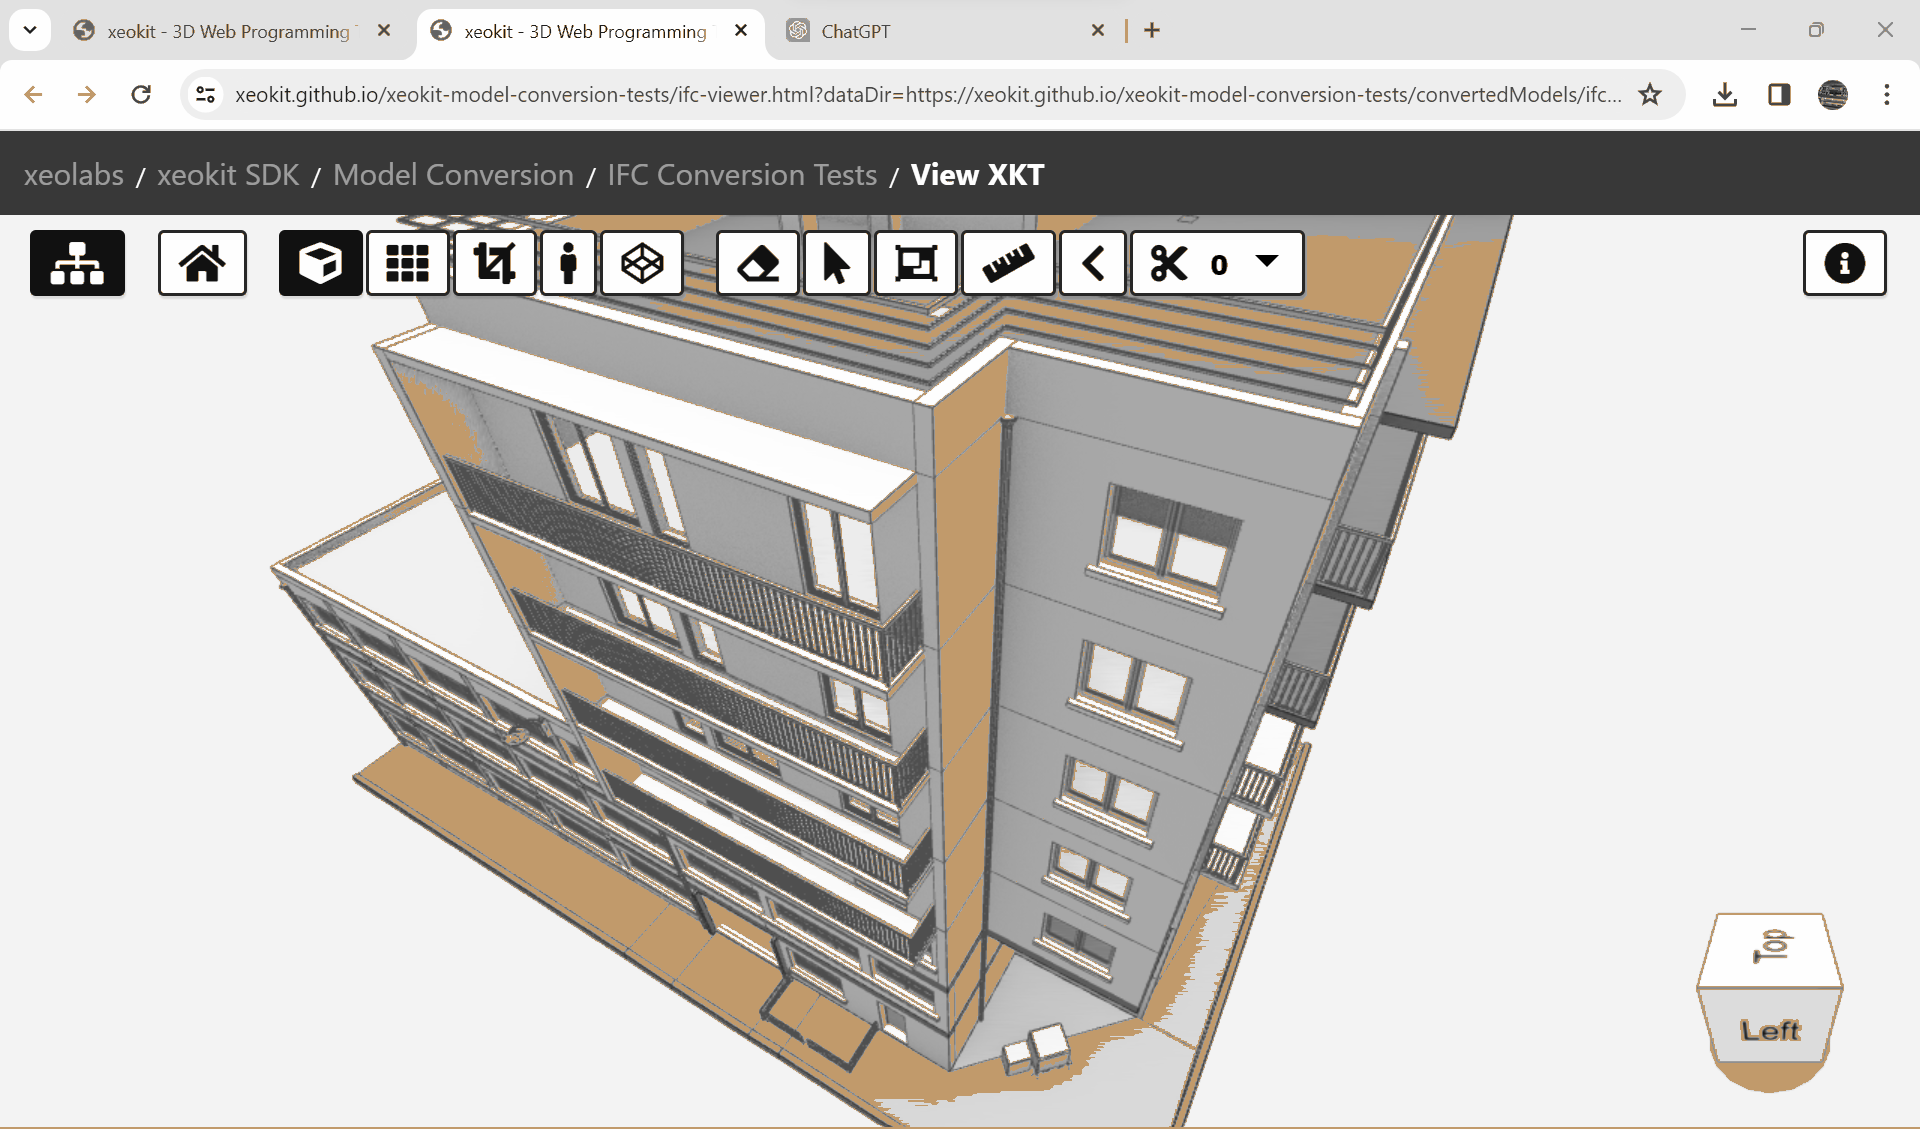 xeokit - 3D Web Programming
xeokit - 3D Web Programming
ChatGPT
xeokit.github.io/xeokit-model-conversion-tests/ifc-viewer.html?dataDir=https://xeokit.github.io/xeokit-model-conversion-tests/convertedModels/ifc...
xeolabs / xeokit SDK / Model Conversion / IFC Conversion Tests / View XKT
0
Top
Left